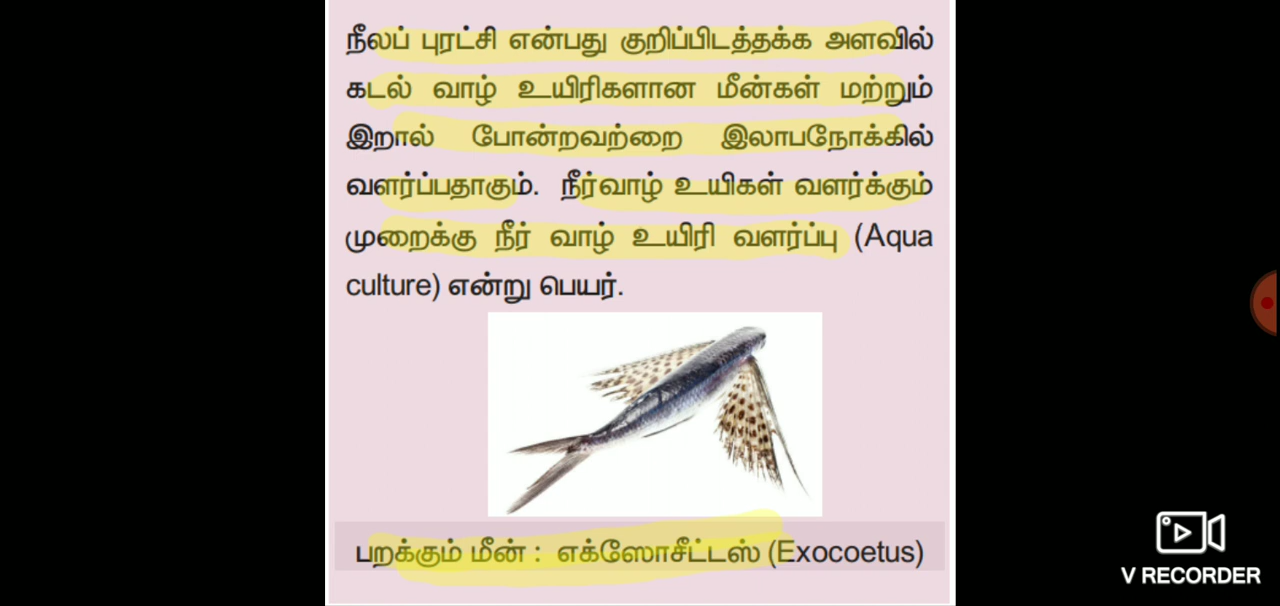 நீலப் புரட்சி என்பது குறிப்பிடத்தக்க அளவில்
கடல் வாழ் உயிரிகளான மீன்கள் மற்றும்
இறால் போன்றவற்றை இலாபநோக்கில்
வளர்ப்பதாகும். நீர்வாழ் உயிகள் வளர்க்கும்
முறைக்கு நீர் வாழ் உயிரி வளர்ப்பு (Aqua
culture) என்று பெயர்.
பறக்கும் மீன் : எக்ஸோசீட்டஸ் (Exocoetus)
V RECORDER